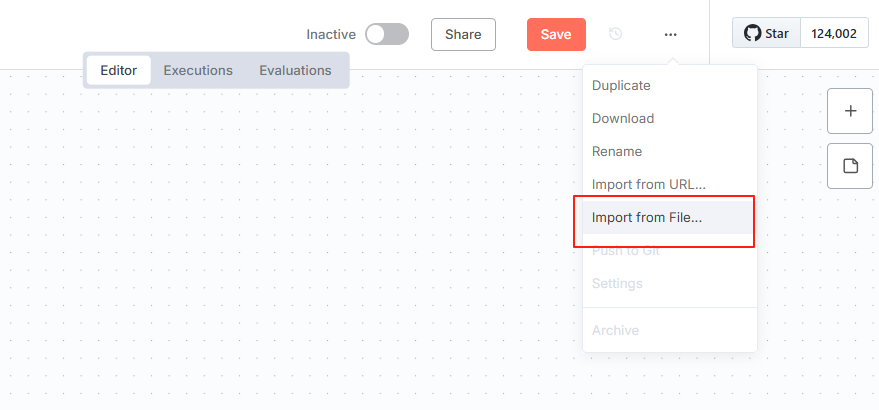 Inactive
Share
Save
...
Star
124,002
Editor
Executions
Evaluations
Duplicate
Download
Rename
Import from URL...
Import from File...
Push to Git
Settings
Archive